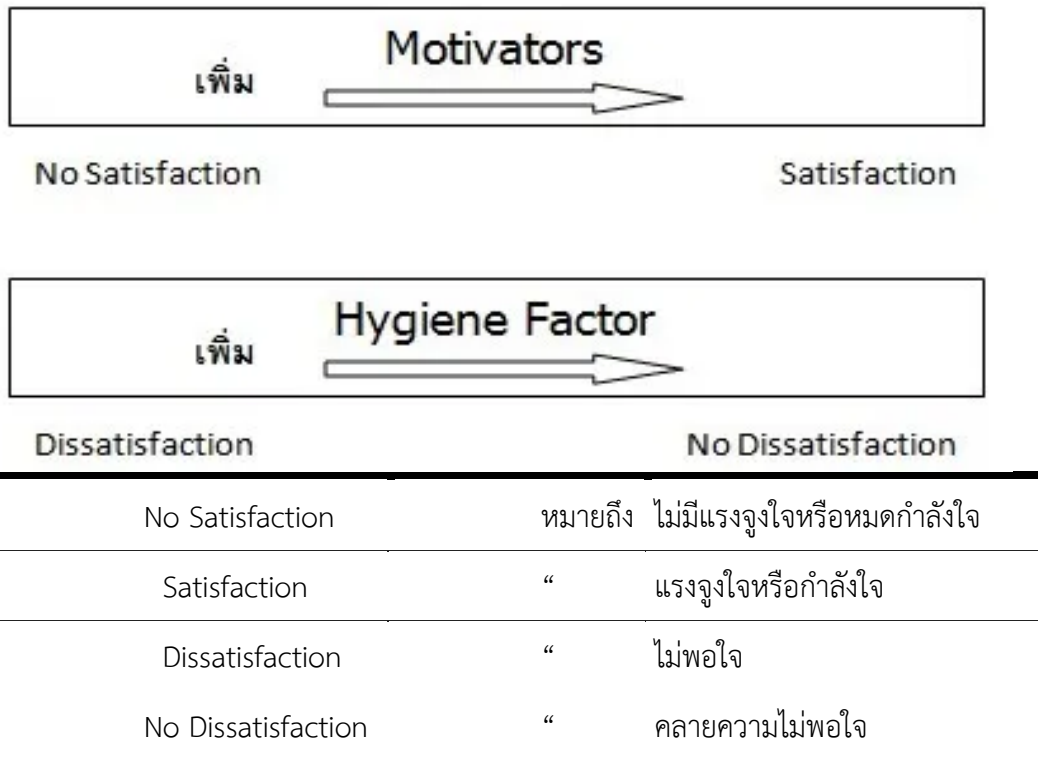 Motivators
เพิ่ม
No Satisfaction Satisfaction
Hygiene Factor
เพิ่ม
Dissatisfaction No Dissatisfaction
No Satisfaction หมายถึง ไม่มีแรงจูงใจหรือหมดกำลังใจ
Satisfaction “ แรงจูงใจหรือกำลังใจ
Dissatisfaction “ ไม่พอใจ
No Dissatisfaction “ คลายความไม่พอใจ